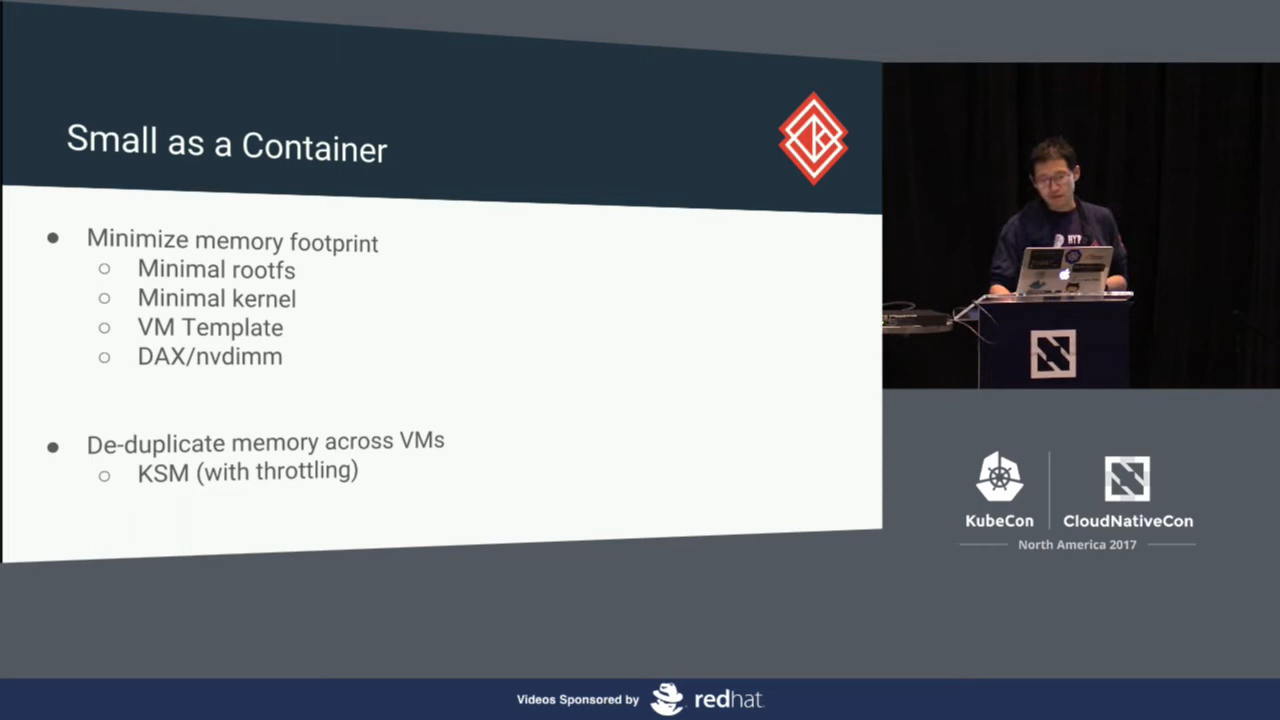 Small as a Container
● Minimize memory footprint
○ Minimal rootfs
○ Minimal kernel
○ VM Template
○ DAX/nvdimm
● De-duplicate memory across VMs
○ KSM (with throttling)
HYP
KubeCon
CloudNativeCon
North America 2017
Videos Sponsored by redhat